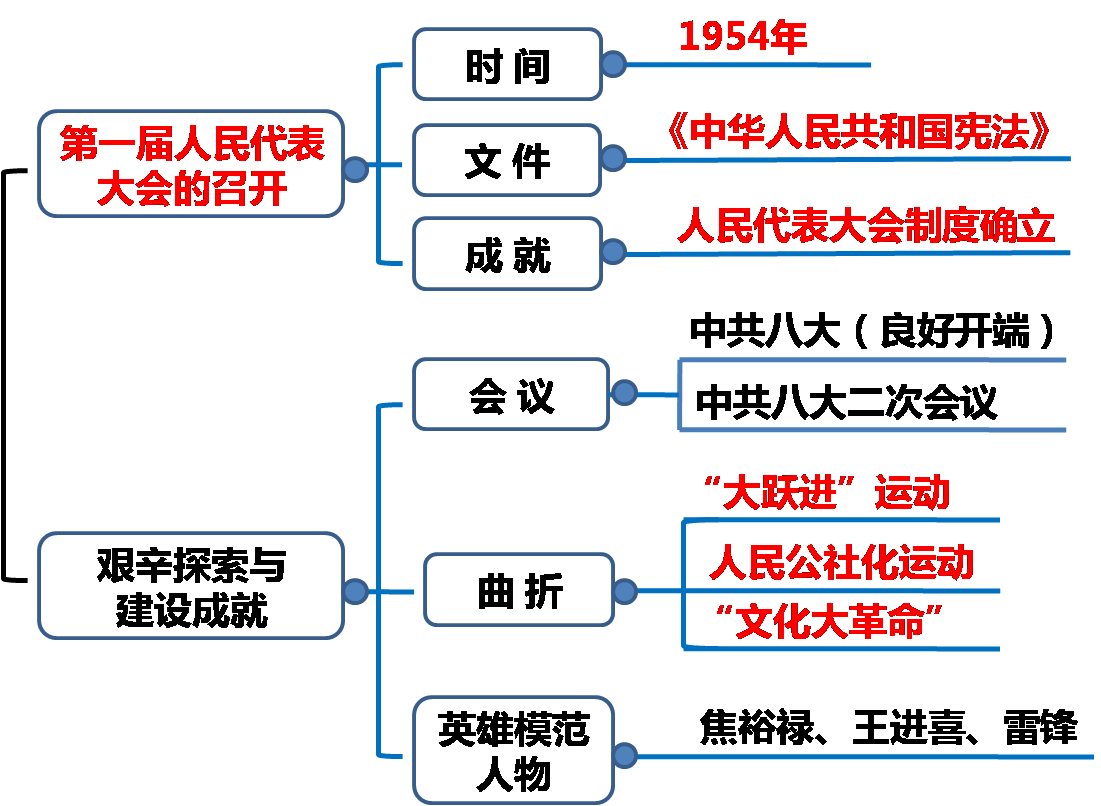 第一届人民代表
大会的召开
时间
1954年
文件
《中华人民共和国宪法》
成就
人民代表大会制度确立
艰辛探索与
建设成就
会议
中共八大（良好开端）
中共八大二次会议
曲折
“大跃进”运动
人民公社化运动
“文化大革命”
英雄模范
人物
焦裕禄、王进喜、雷锋